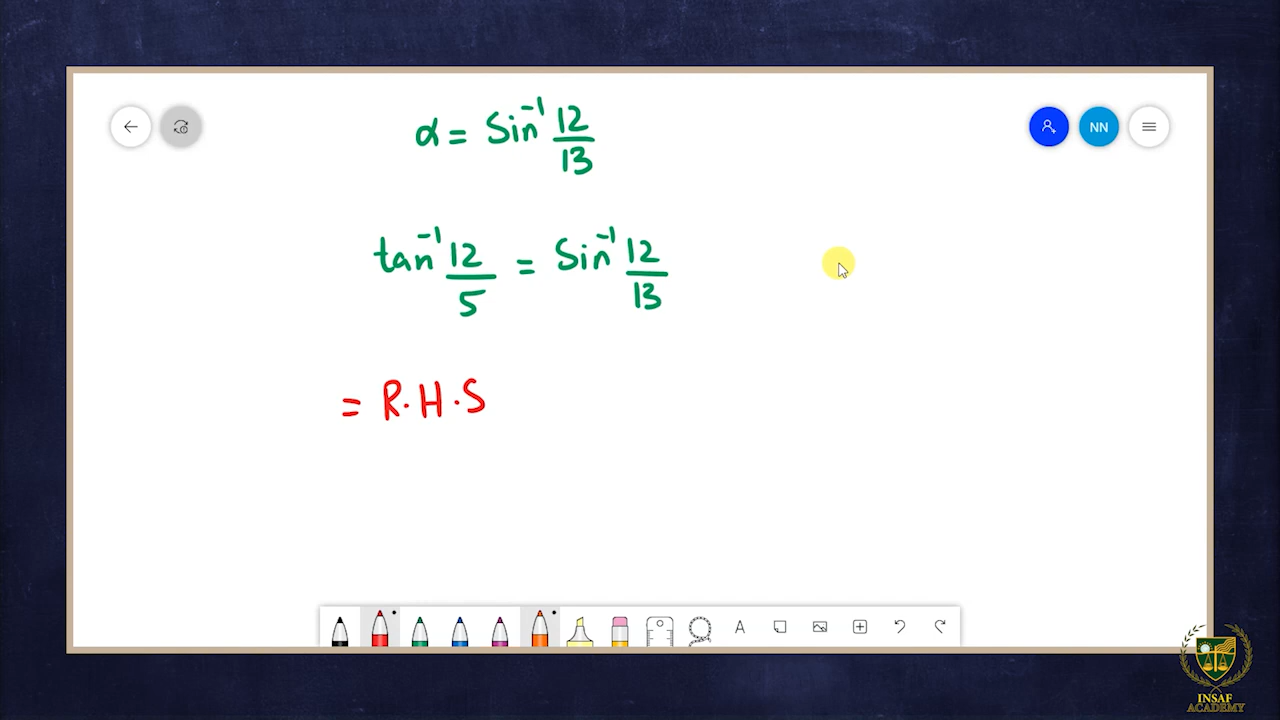 α = Sin⁻¹ 12/13
NN
tan⁻¹ 12/5 = Sin⁻¹ 12/13
= R.H.S
A
INSAF
ACADEMY